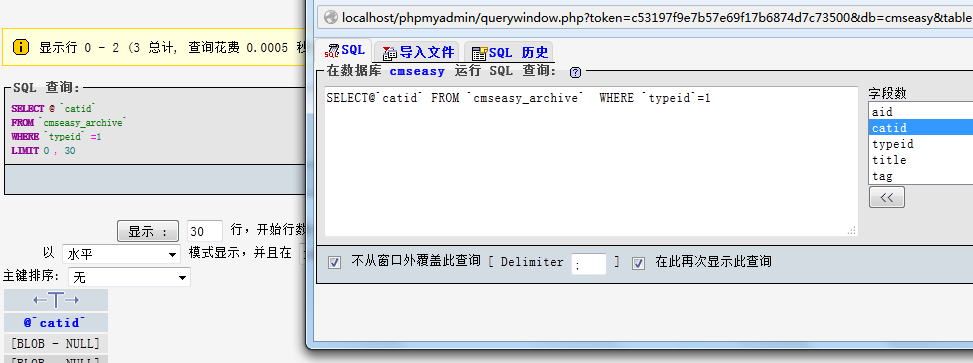 显示行 0 - 2 (3 总计, 查询花费 0.0005 秒
SQL 查询:
SELECT @ `catid`
FROM `cmseasy_archive`
WHERE `typeid` =1
LIMIT 0 , 30
显示 :
30
行，开始行数
以
水平
模式显示，并且在
主键排序:
无
←T→
@`catid`
[BLOB - NULL]
[BLOB - NULL]
localhost/phpmyadmin/querywindow.php?token=c53197f9e7b57e69f17b6874d7c73500&db=cmseasy&table
SQL
导入文件
SQL 历史
在数据库 cmseasy 运行 SQL 查询:
SELECT@`catid` FROM `cmseasy_archive`  WHERE `typeid`=1
字段数
aid
catid
typeid
title
tag
<<
不从窗口外覆盖此查询 [ Delimiter ; ]
在此再次显示此查询